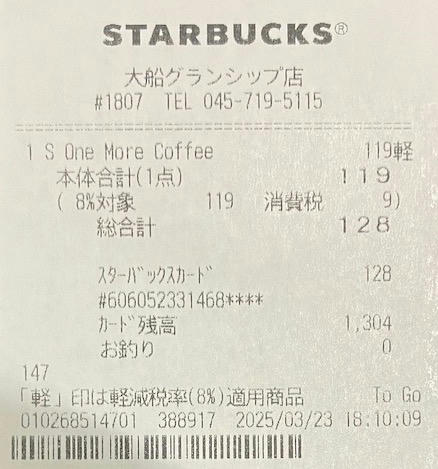 STARBUCKS®
大船グランシップ店
#1807 TEL 045-719-5115
1 S One More Coffee 119軽
本体合計(1点) 119
( 8%対象 119 消費税 9)
総合計 128
ｽﾀｰﾊﾞｯｸｽｶｰﾄﾞ 128
#606052331468****
ｶｰﾄﾞ残高 1,304
お釣り 0
147
「軽」印は軽減税率(8%)適用商品 To Go
010268514701 388917 2025/03/23 18:10:09